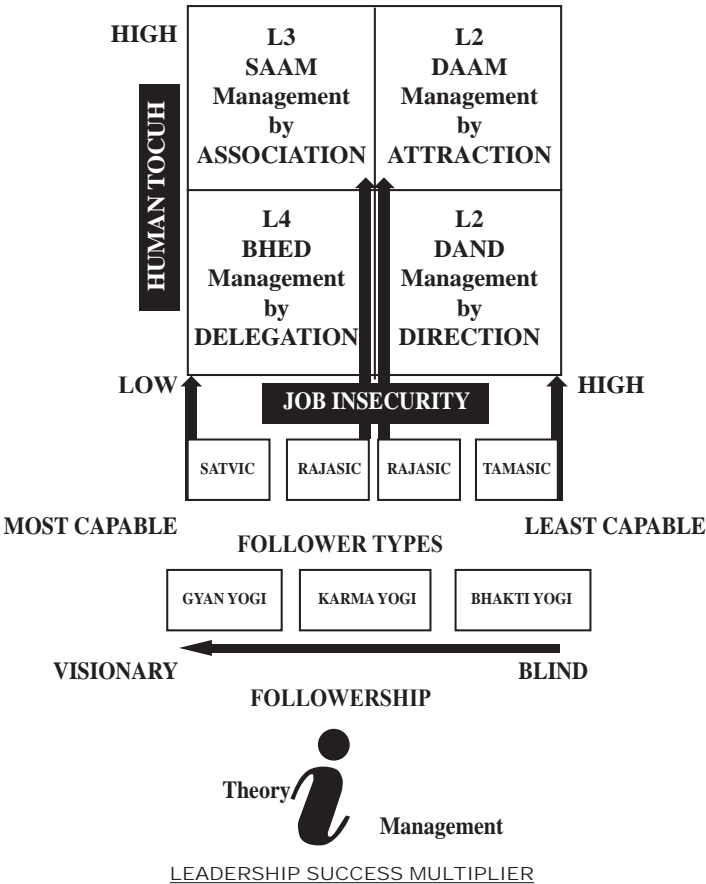 HIGH
L3
SAAM
Management
by
ASSOCIATION
L2
DAAM
Management
by
ATTRACTION
HUMAN TOCUH
L4
BHED
Management
by
DELEGATION
L2
DAND
Management
by
DIRECTION
LOW
HIGH
JOB INSECURITY
SATVIC
RAJASIC
RAJASIC
TAMASIC
MOST CAPABLE
LEAST CAPABLE
FOLLOWER TYPES
GYAN YOGI
KARMA YOGI
BHAKTI YOGI
VISIONARY
BLIND
FOLLOWERSHIP
Theory
i
Management
LEADERSHIP SUCCESS MULTIPLIER